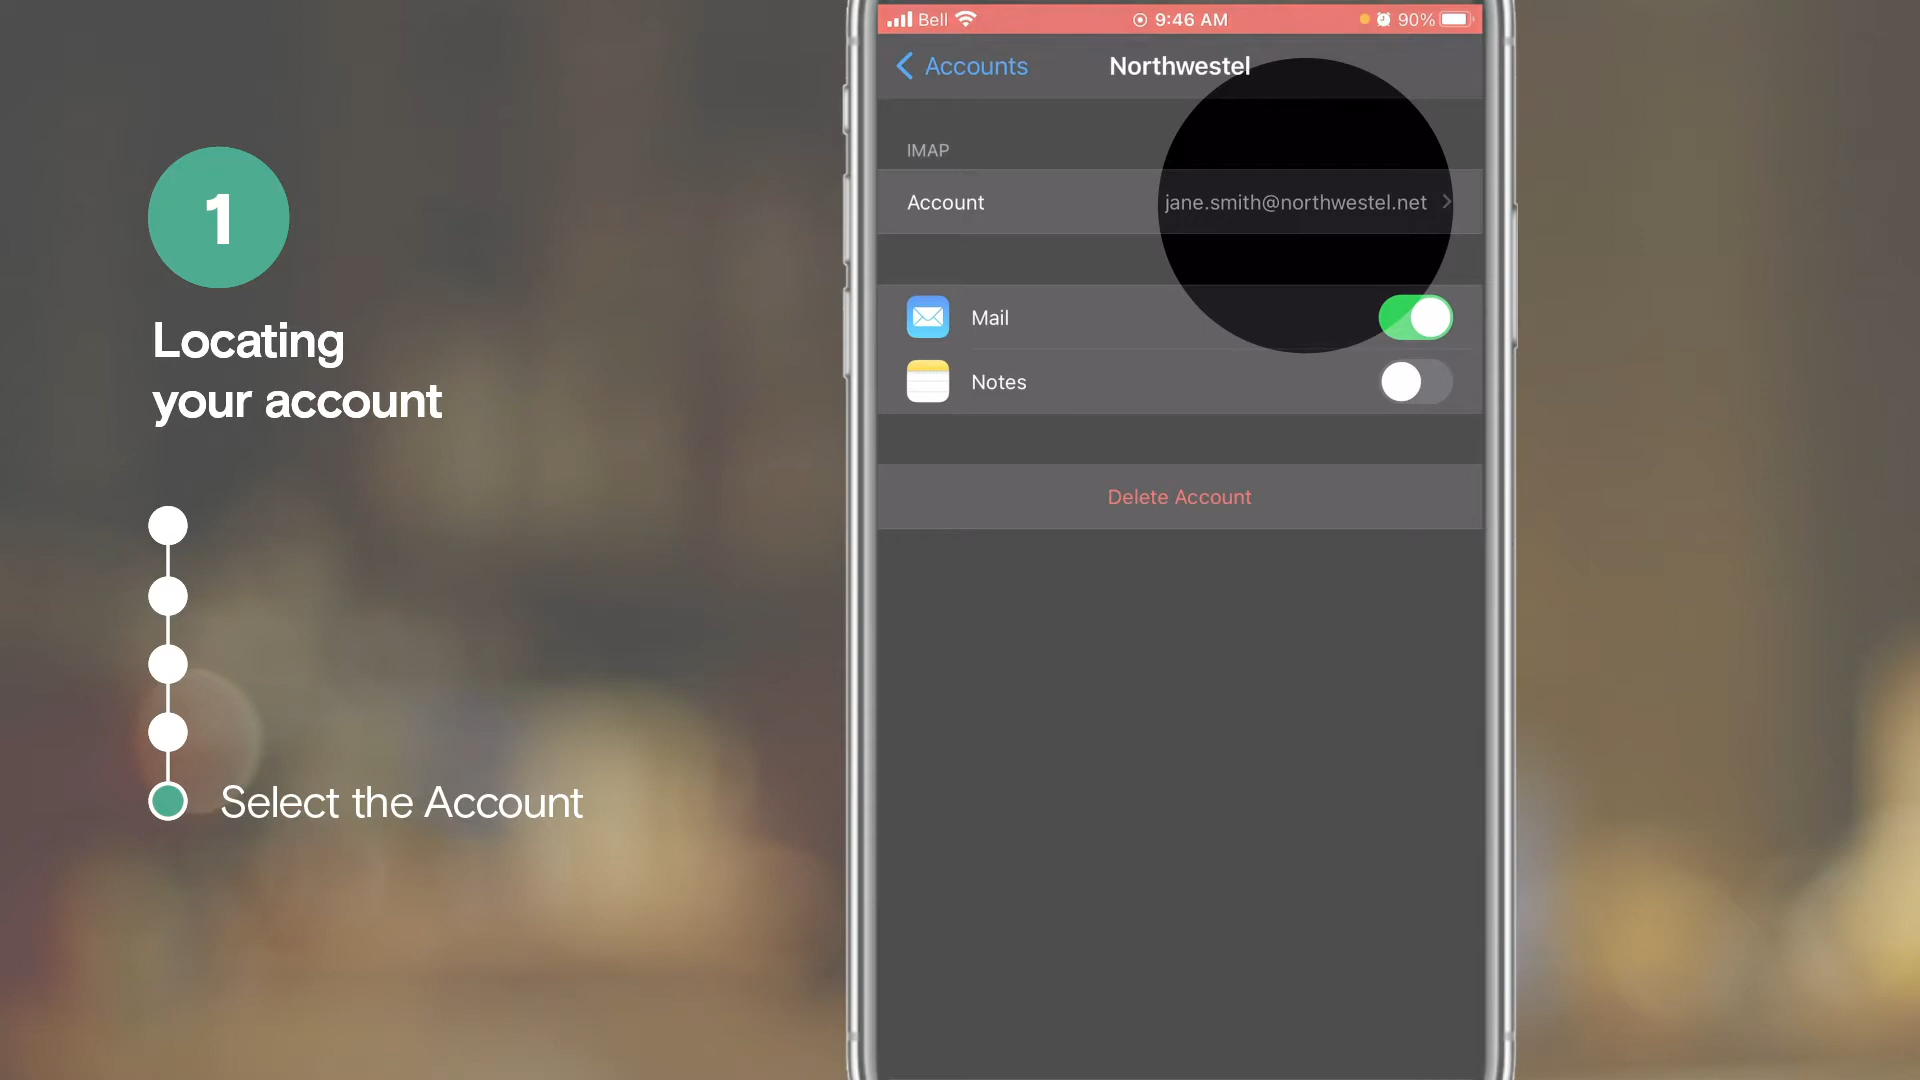 1
Locating
your account
Select the Account
Bell
9:46 AM
90%
Accounts
Northwestel
IMAP
Account
jane.smith@northwestel.net
Mail
Notes
Delete Account